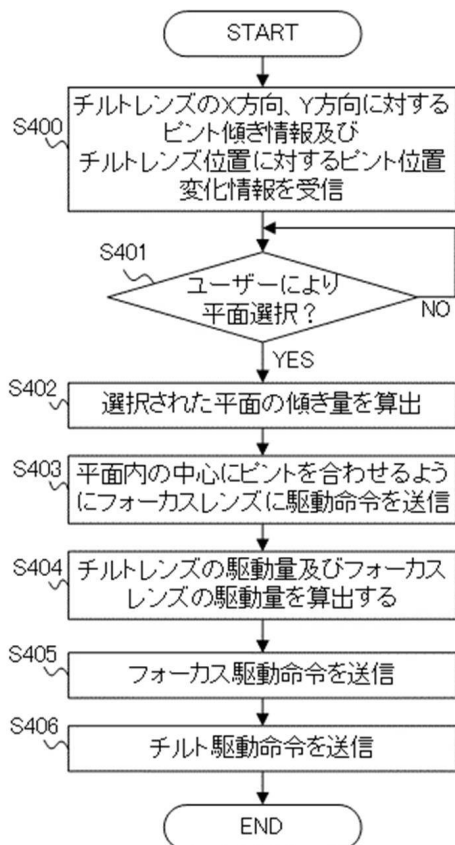 START
S400
チルトレンズのX方向、Y方向に対する
ピント傾き情報及び
チルトレンズ位置に対するピント位置
変化情報を受信
S401
ユーザーにより
平面選択？
NO
YES
S402
選択された平面の傾き量を算出
S403
平面内の中心にピントを合わせるよう
にフォーカスレンズに駆動命令を送信
S404
チルトレンズの駆動量及びフォーカス
レンズの駆動量を算出する
S405
フォーカス駆動命令を送信
S406
チルト駆動命令を送信
END